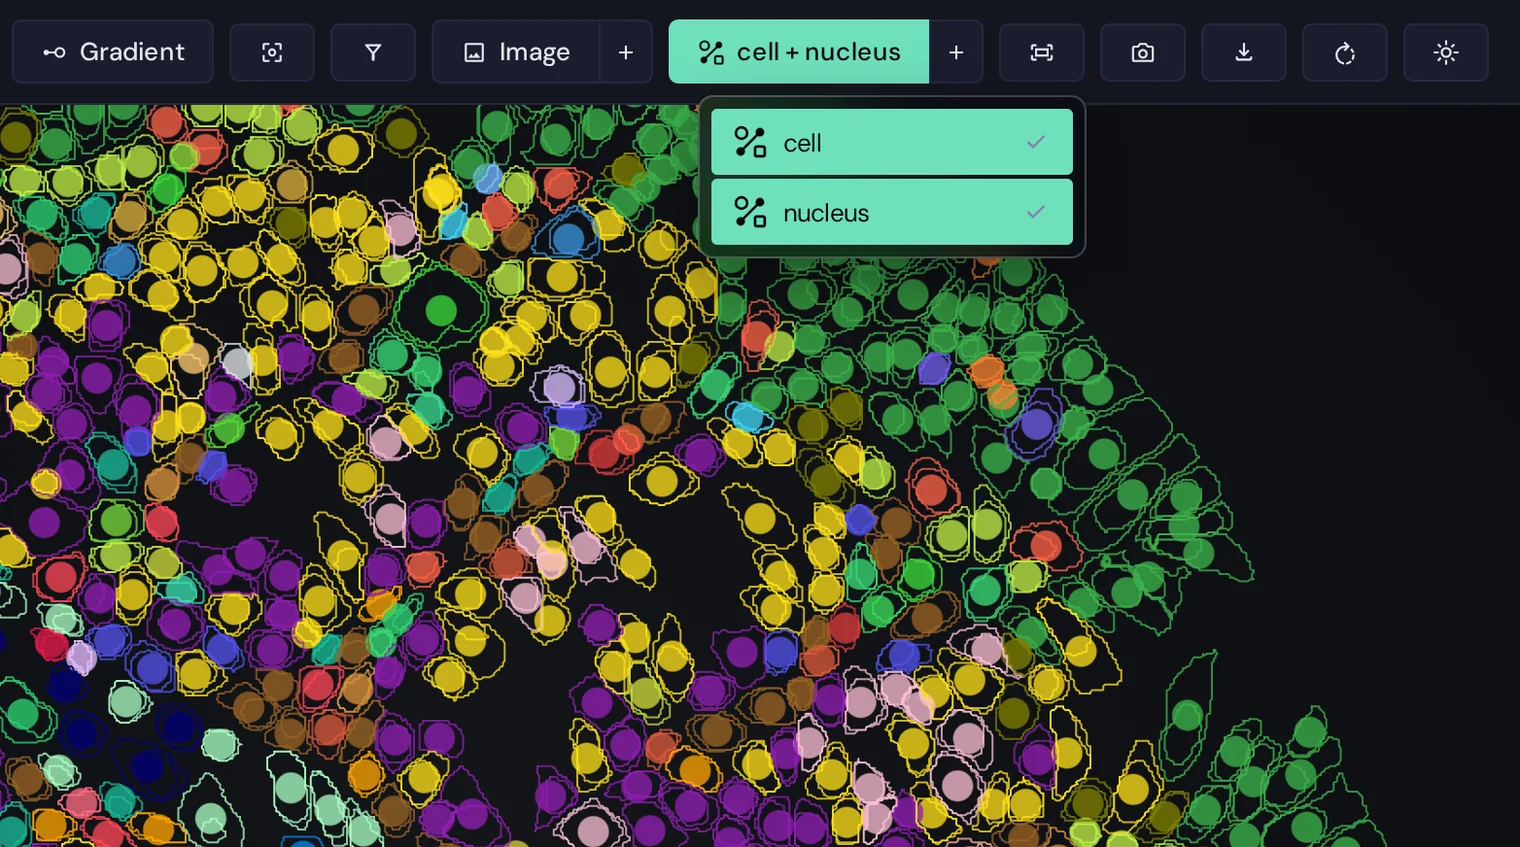 Gradient
Image
+
cell + nucleus
+
cell
nucleus